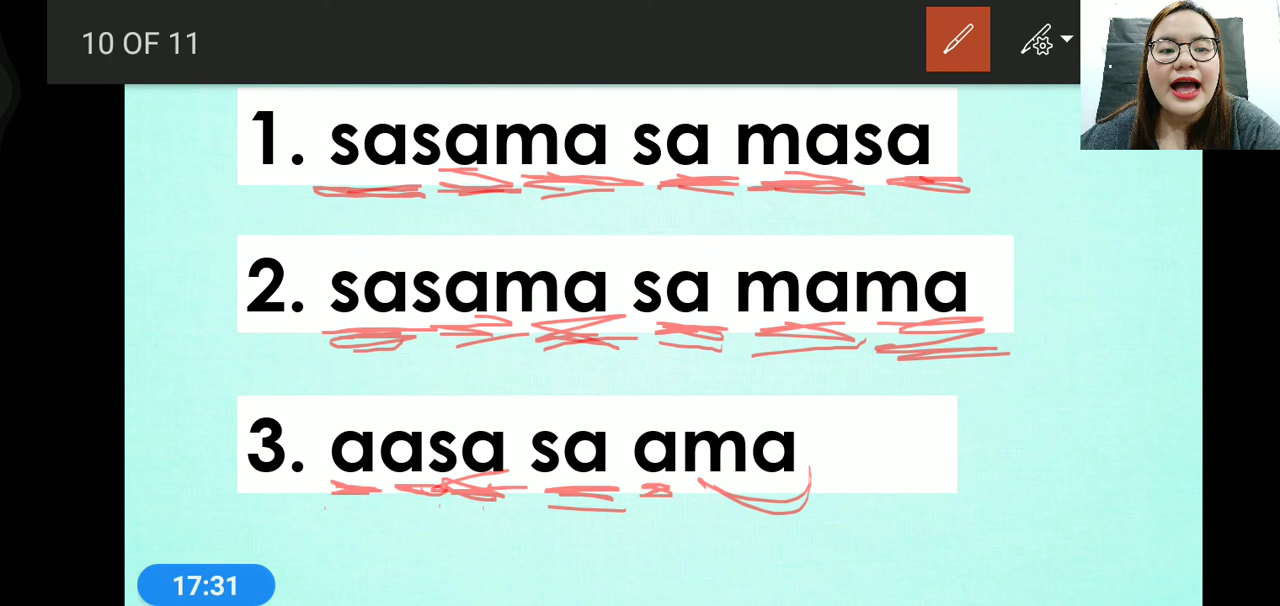 10 OF 11
1. sasama sa masa
2. sasama sa mama
3. aasa sa ama
17:31